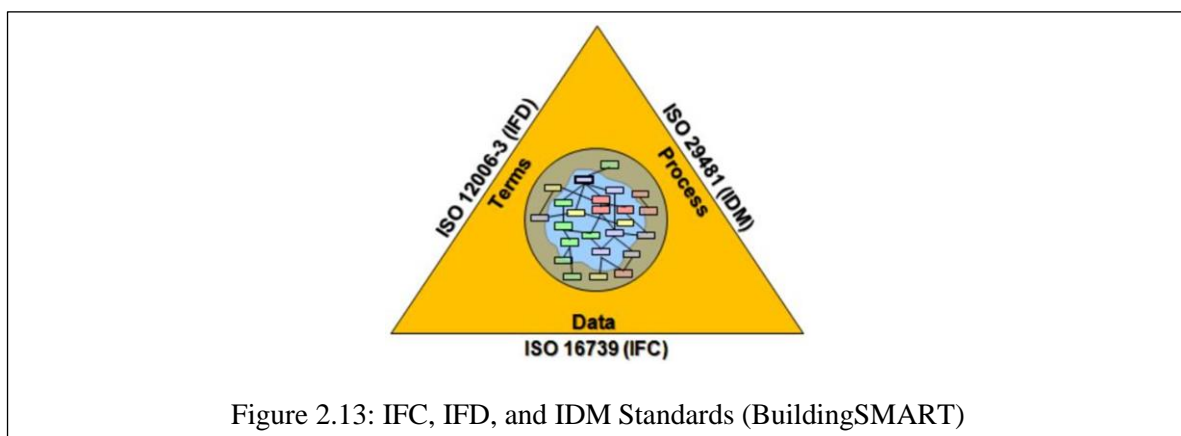 ISO 12006-3 (IFD)
Terms
ISO 29481 (IDM)
Process
Data
ISO 16739 (IFC)
Figure 2.13: IFC, IFD, and IDM Standards (BuildingSMART)